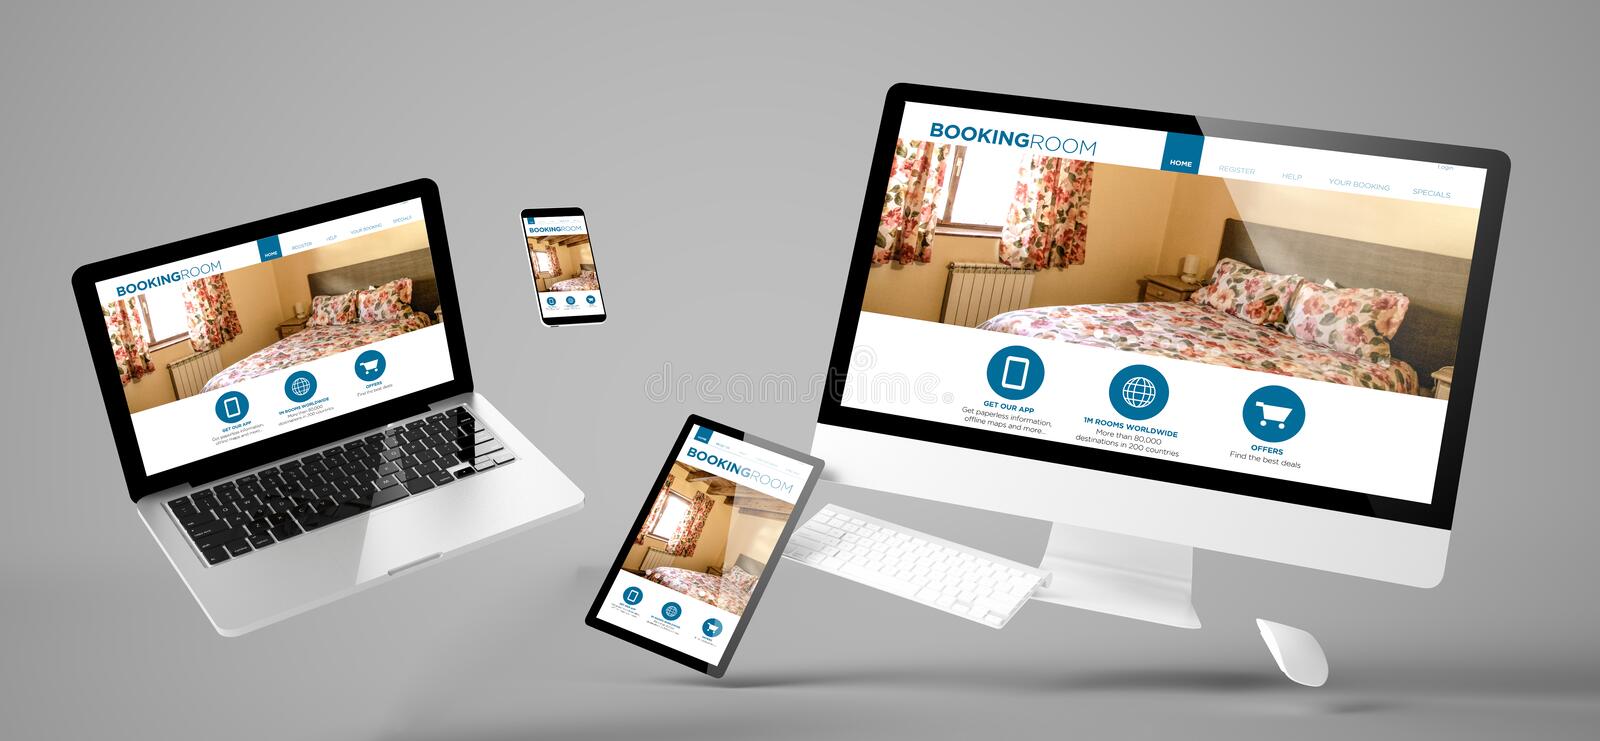 BOOKINGROOM
HOME REGISTER HELP YOUR BOOKING SPECIALS
GET OUR APP
Get paperless information,
offline maps and more...
1M ROOMS WORLDWIDE
More than 80,000
destinations in 200 countries
OFFERS
Find the best deals
BOOKINGROOM
BOOKINGROOM
HOME
BOOKINGROOM
Login
HOME REGISTER HELP YOUR BOOKING SPECIALS
GET OUR APP
Get paperless information,
offline maps and more...
1M ROOMS WORLDWIDE
More than 80,000
destinations in 200 countries
OFFERS
Find the best deals
dreamstime